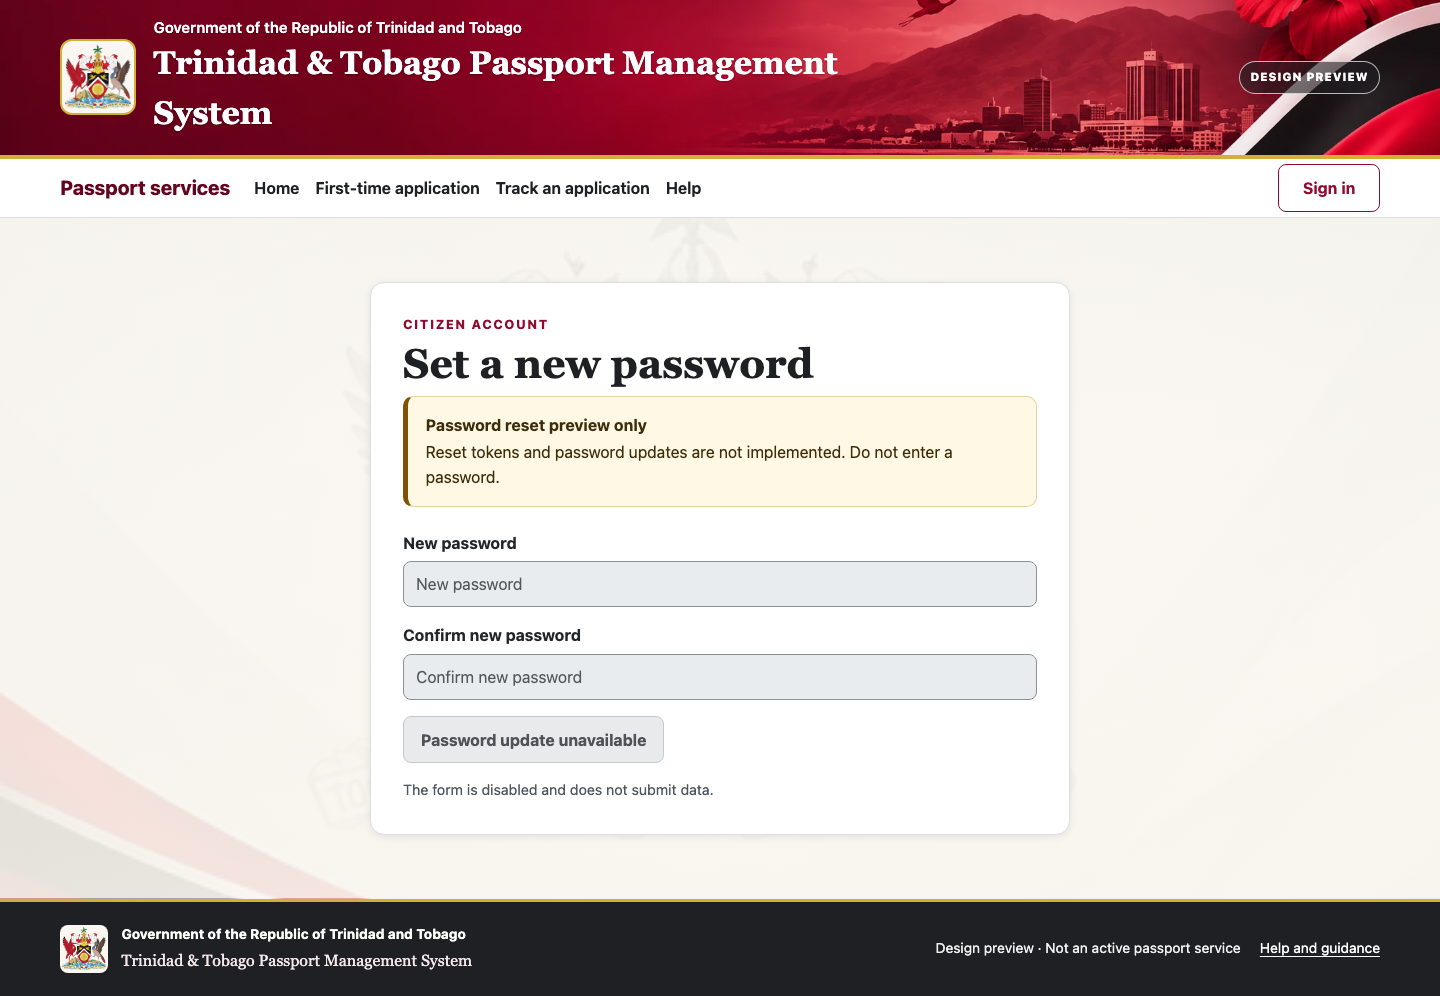 Government of the Republic of Trinidad and Tobago
Trinidad & Tobago Passport Management
System
DESIGN PREVIEW
Passport services
Home
First-time application
Track an application
Help
Sign in
CITIZEN ACCOUNT
Set a new password
Password reset preview only
Reset tokens and password updates are not implemented. Do not enter a
password.
New password
New password
Confirm new password
Confirm new password
Password update unavailable
The form is disabled and does not submit data.
Government of the Republic of Trinidad and Tobago
Trinidad & Tobago Passport Management System
Design preview · Not an active passport service
Help and guidance